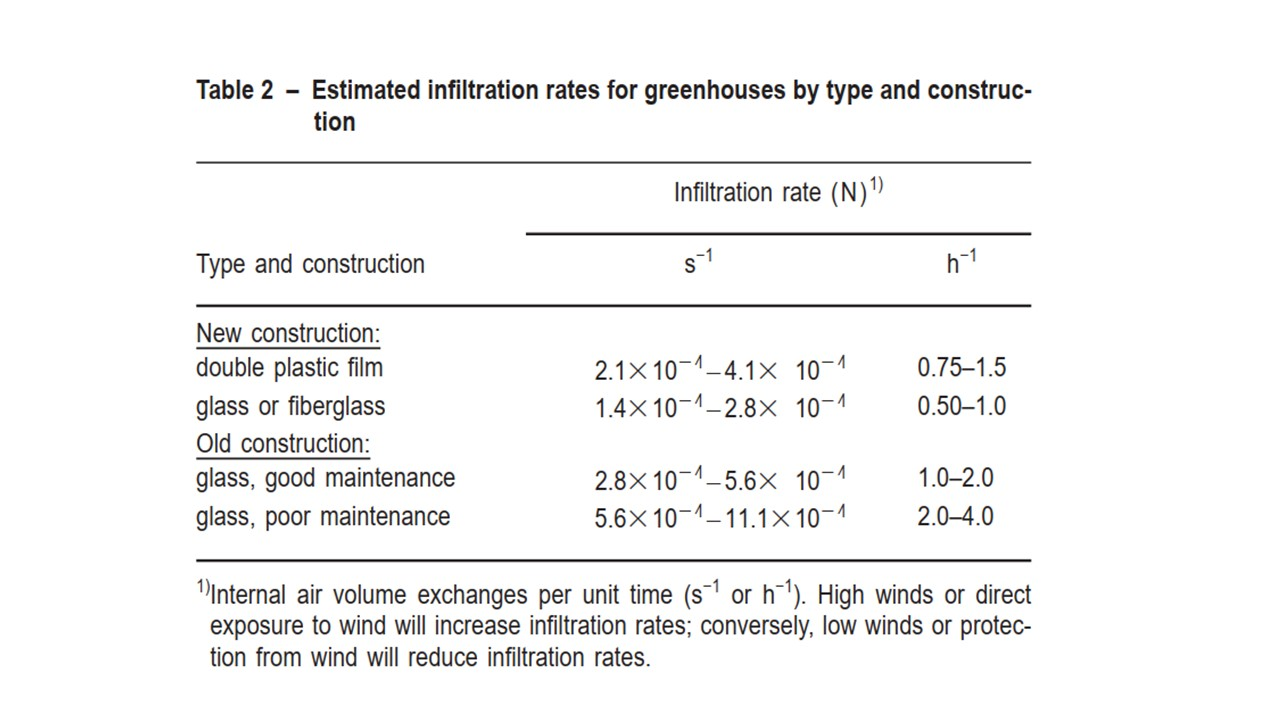 Table 2 – Estimated infiltration rates for greenhouses by type and construc-
tion
Infiltration rate (N)¹⁾
Type and construction s⁻¹ h⁻¹
New construction:
double plastic film 2.1×10⁻⁴–4.1× 10⁻⁴ 0.75–1.5
glass or fiberglass 1.4×10⁻⁴–2.8× 10⁻⁴ 0.50–1.0
Old construction:
glass, good maintenance 2.8×10⁻⁴–5.6× 10⁻⁴ 1.0–2.0
glass, poor maintenance 5.6×10⁻⁴–11.1×10⁻⁴ 2.0–4.0
¹⁾Internal air volume exchanges per unit time (s⁻¹ or h⁻¹). High winds or direct
exposure to wind will increase infiltration rates; conversely, low winds or protec-
tion from wind will reduce infiltration rates.